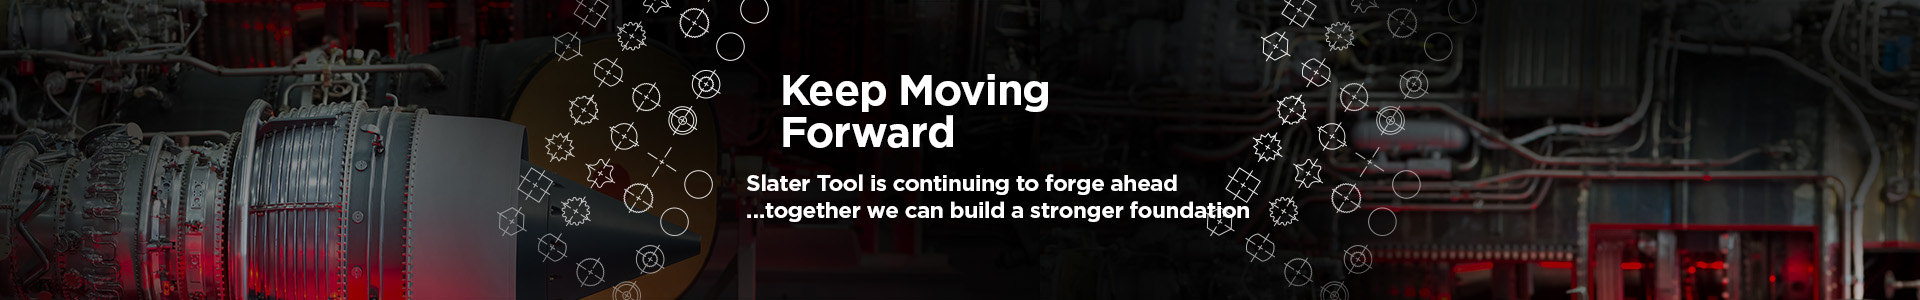 Keep Moving
Forward
Slater Tool is continuing to forge ahead
...together we can build a stronger foundation